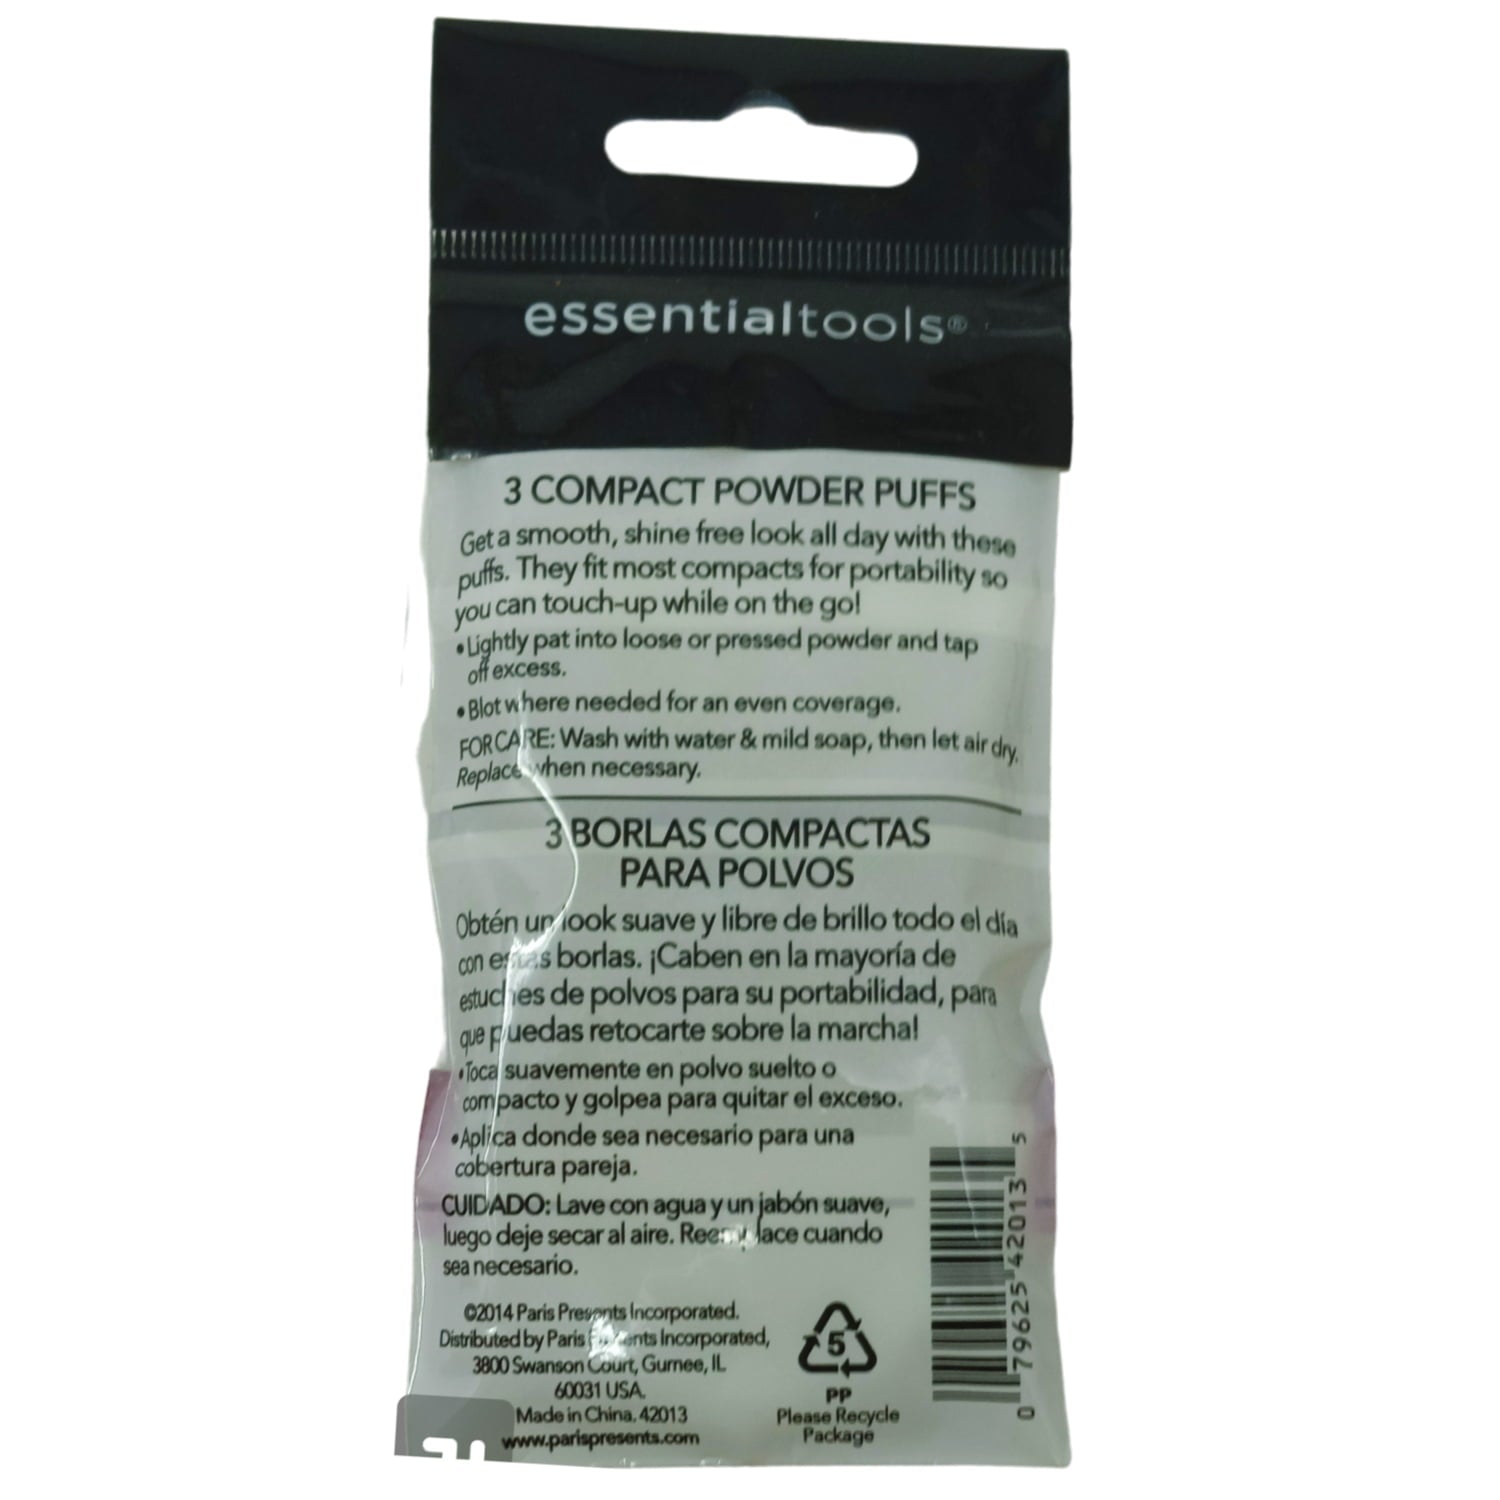 essentialtools®
3 COMPACT POWDER PUFFS
Get a smooth, shine free look all day with these
puffs. They fit most compacts for portability so
you can touch-up while on the go!
•Lightly pat into loose or pressed powder and tap
off excess.
•Blot where needed for an even coverage.
FOR CARE: Wash with water & mild soap, then let air dry.
Replace when necessary.
3 BORLAS COMPACTAS
PARA POLVOS
Obtén un look suave y libre de brillo todo el día
con estas borlas. ¡Caben en la mayoría de
estuches de polvos para su portabilidad, para
que puedas retocarte sobre la marcha!
•Toca suavemente en polvo suelto o
compacto y golpea para quitar el exceso.
•Aplica donde sea necesario para una
cobertura pareja.
CUIDADO: Lave con agua y un jabón suave,
luego deje secar al aire. Reemplace cuando
sea necesario.
©2014 Paris Presents Incorporated.
Distributed by Paris Presents Incorporated,
3800 Swanson Court, Gurnee, IL
60031 USA.
Made in China. 42013
www.parispresents.com
5
PP
Please Recycle
Package
0 79625 42013 5